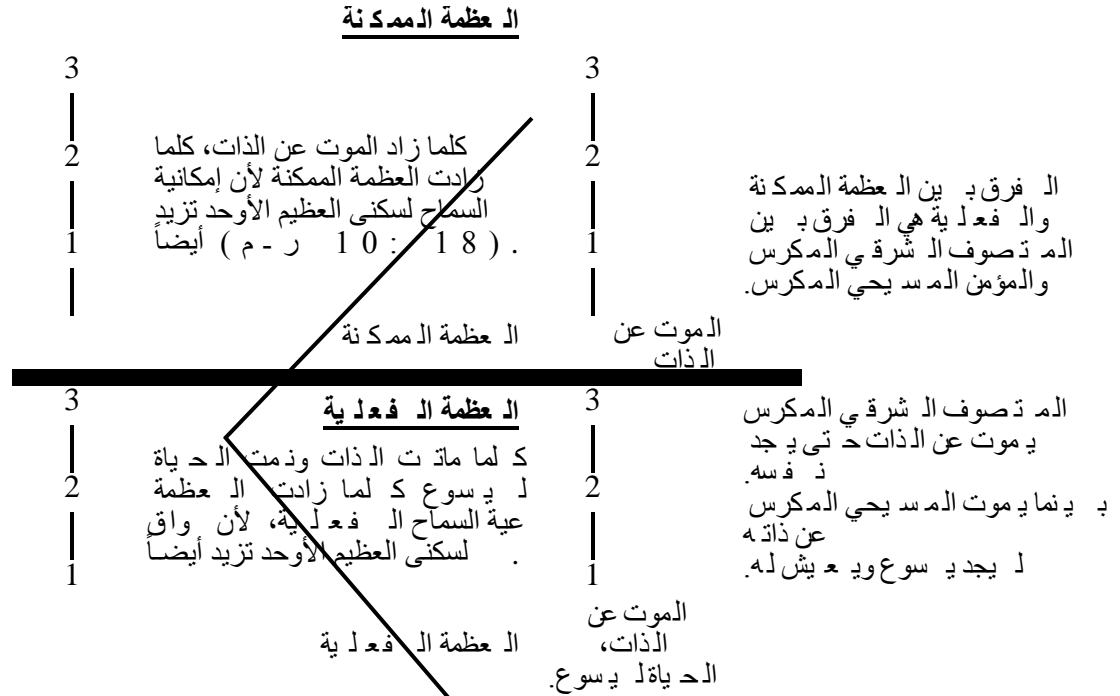 العظمة الممكنة
3
2
1
كلما زاد الموت عن الذات، كلما
زادت العظمة الممكنة لأن إمكانية
السماح لسكنى العظيم الأوحد تزيد
أيضاً (م - ر 10 : 18).
العظمة الممكنة
3
2
1
الموت عن
الذات
الفرق بين العظمة الممكنة
والفعلية هي الفرق بين
المتصوف الشرقي المكرس
والمؤمن المسيحي المكرس.
3
2
1
العظمة الفعلية
كلما ماتت الذات ونمت الحياة
ليسوع كلما زادت العظمة
الفعلية، لأن واقعية السماح
لسكنى العظيم الأوحد تزيد أيضاً.
العظمة الفعلية
3
2
1
الموت عن
الذات،
الحياة ليسوع.
المتصوف الشرقي المكرس
يموت عن الذات حتى يجد
نفسه.
بينما يموت المسيحي المكرس
عن ذاته
ليجد يسوع ويعيش له.